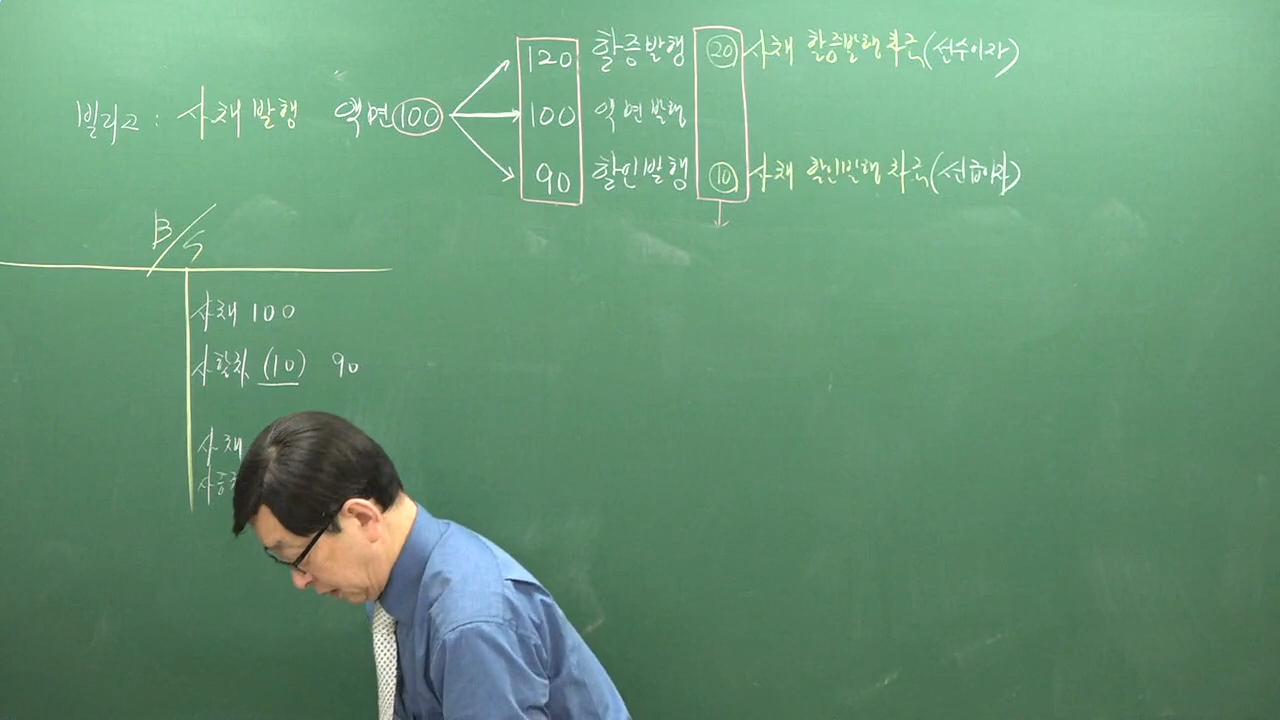 120 할증발행 20 사채 할증발행차금(선수이자)
빌리고 : 사채발행 액면 100 100 액면발행
90 할인발행 10 사채 할인발행차금(선급이자)
B/S
사채 100
사할차 (10) 90
사채
사증